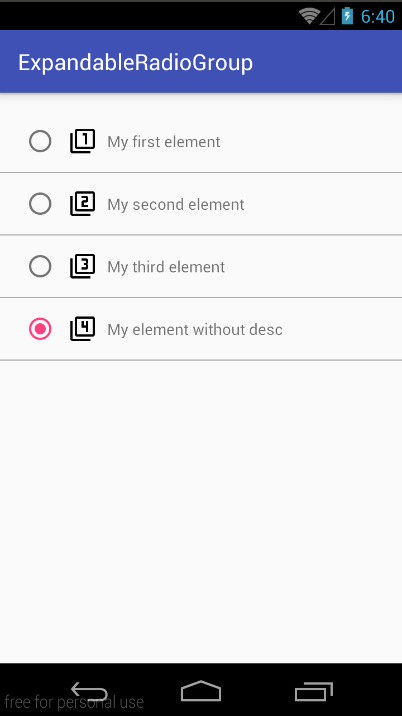 6:40
ExpandableRadioGroup
1 My first element
2 My second element
3 My third element
4 My element without desc
free for personal use